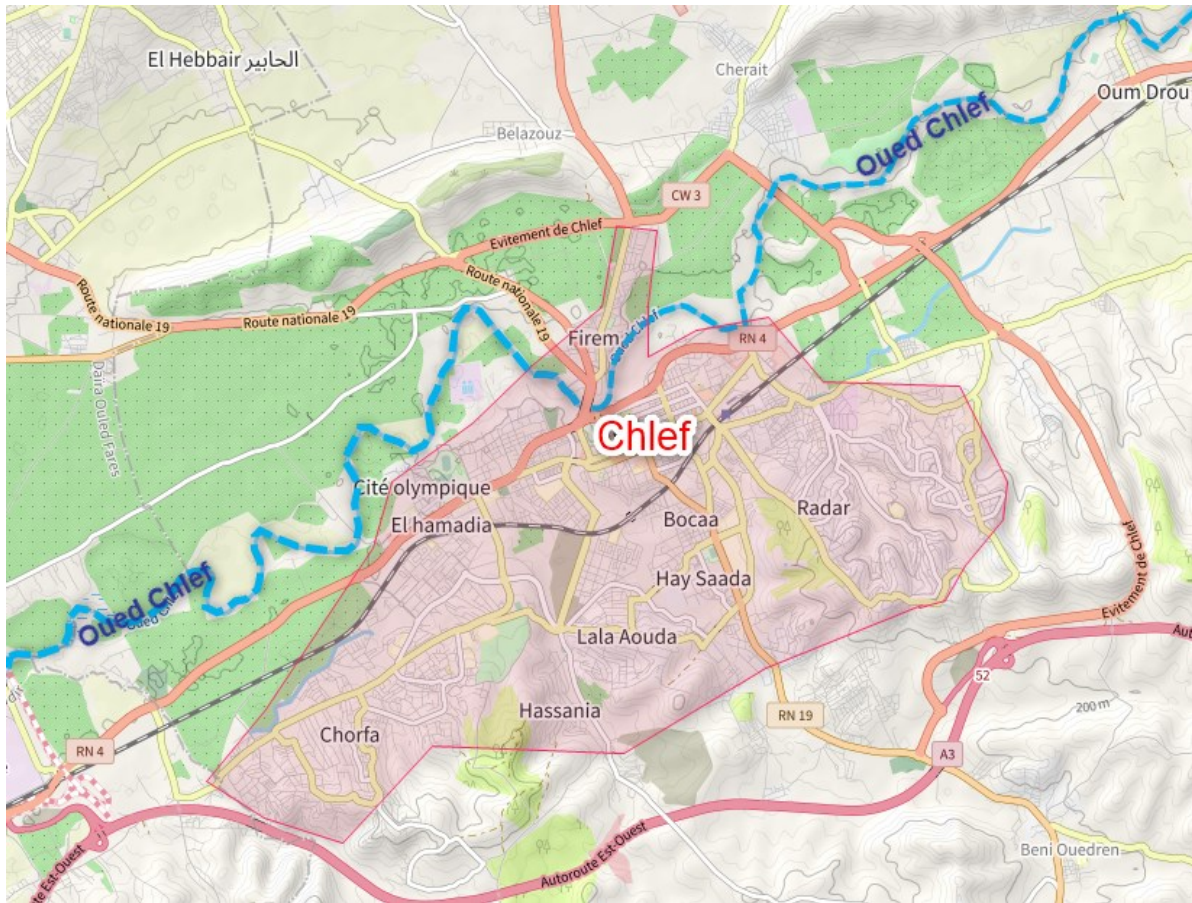 El Hebbair الحابير
Cherait
Oum Drou
Belazouz
Oued Chlef
CW 3
Evitement de Chlef
Route nationale 19
Route nationale 19
Route nationale 19
Firem
RN 4
Daïra Ouled Fares
Chlef
Cité olympique
El hamadia
Bocaa
Radar
Hay Saada
Oued Chlef
Lala Aouda
Evitement de Chlef
52
200 m
Hassania
RN 19
Chorfa
RN 4
A3
Autoroute Est-Ouest
Beni Ouedren